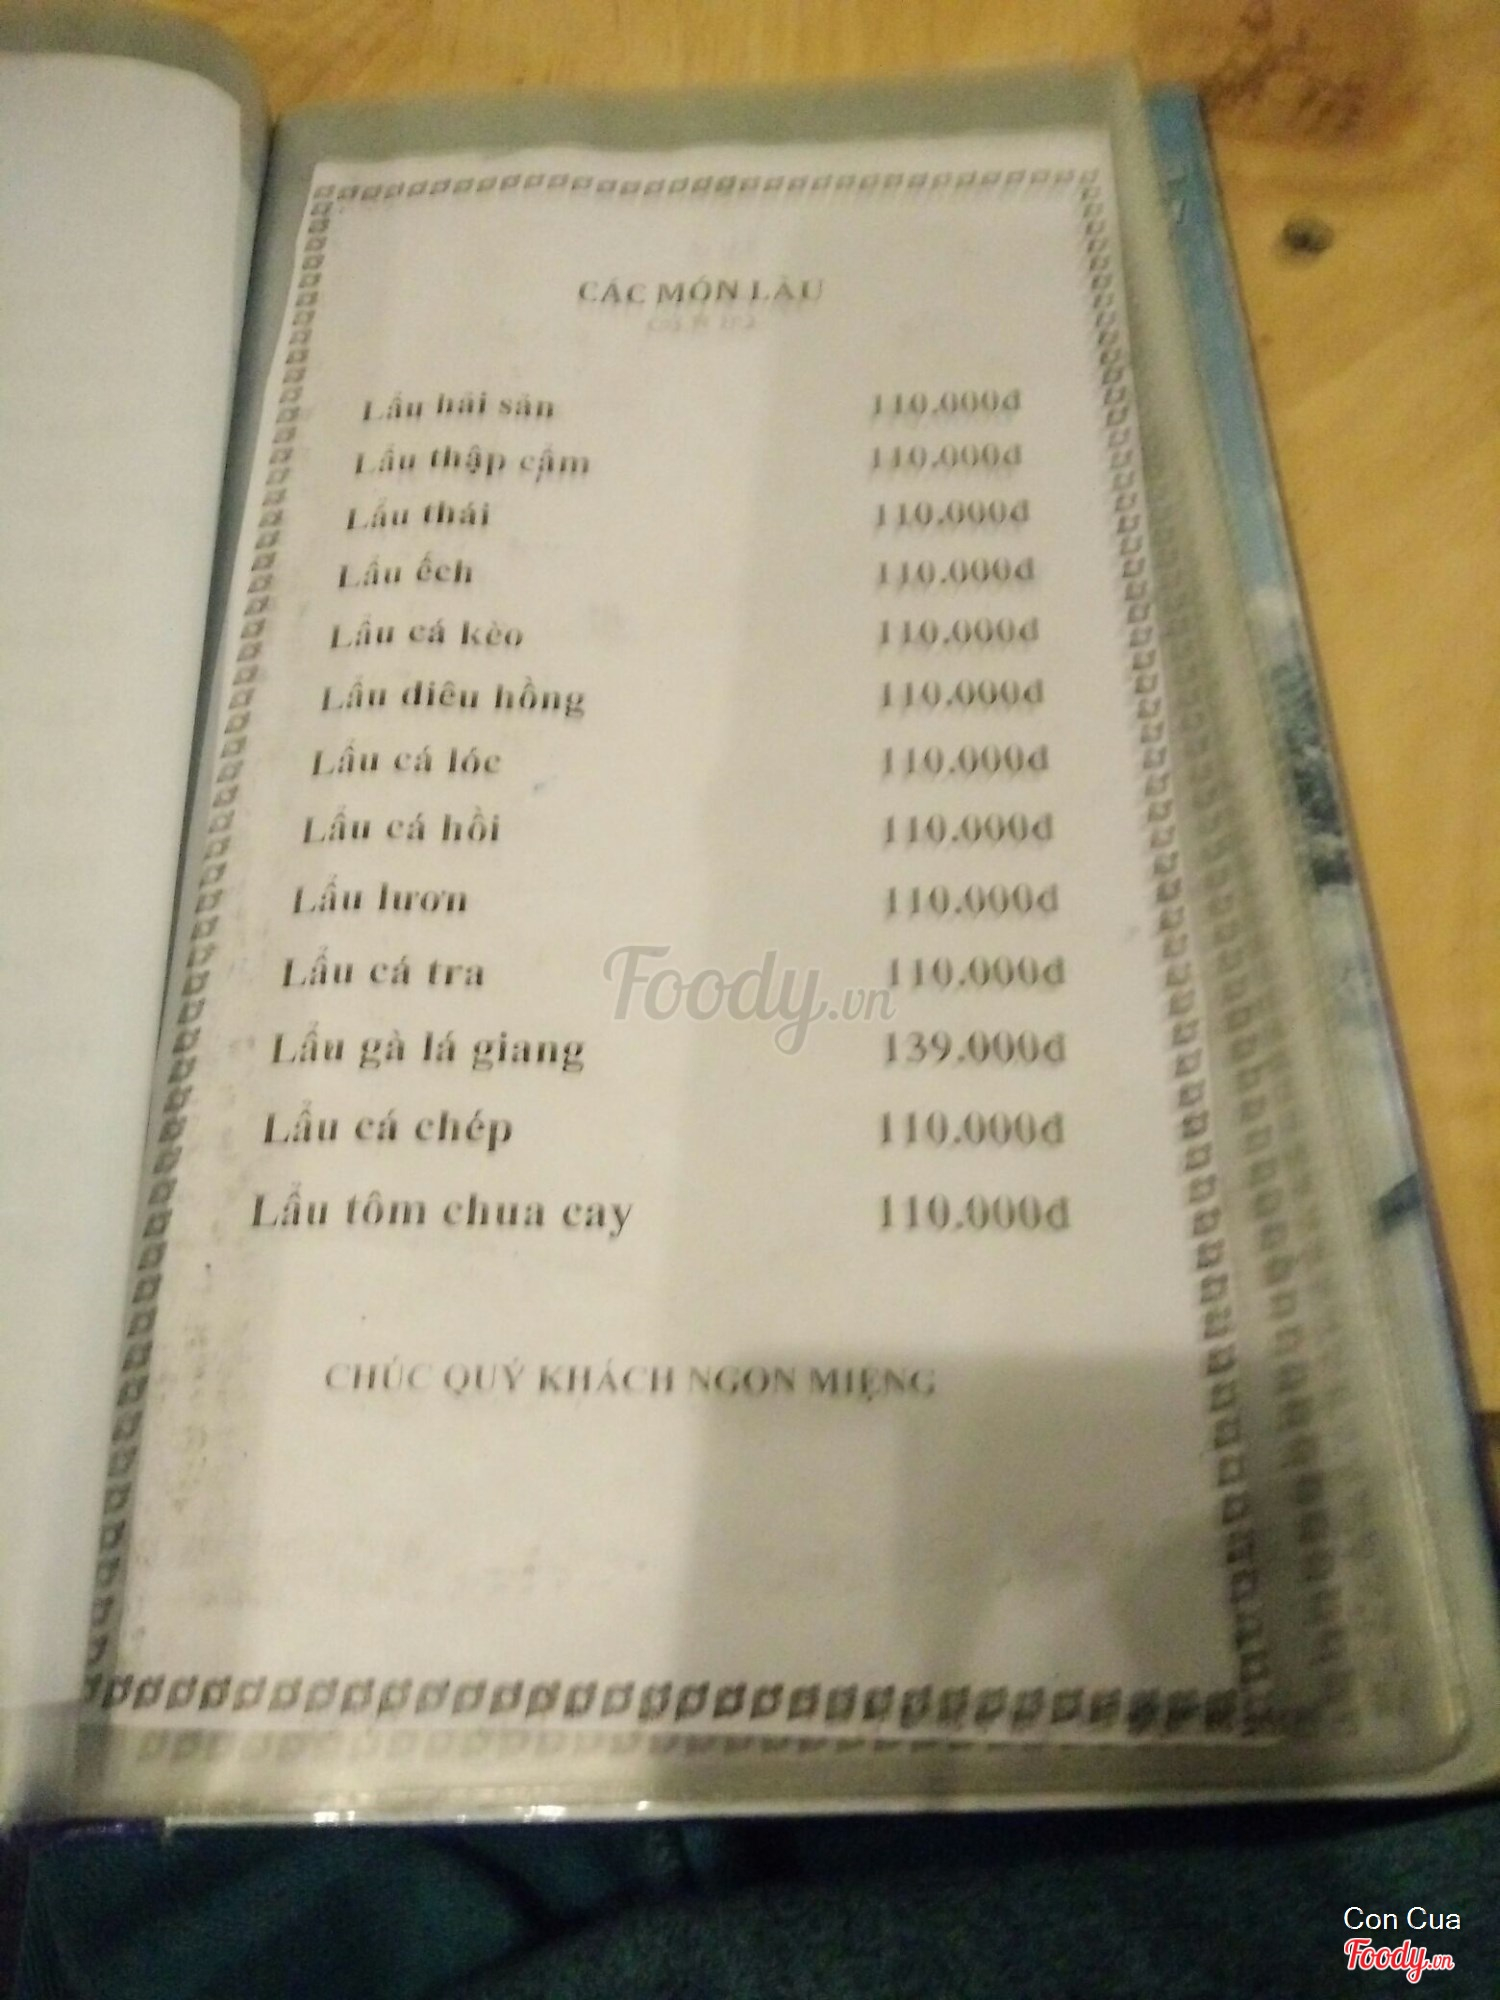 CÁC MÓN LẨU
Lẩu hải sản 110.000đ
Lẩu thập cẩm 110.000đ
Lẩu thái 110.000đ
Lẩu ếch 110.000đ
Lẩu cá kèo 110.000đ
Lẩu diêu hồng 110.000đ
Lẩu cá lóc 110.000đ
Lẩu cá hồi 110.000đ
Lẩu lươn 110.000đ
Lẩu cá tra 110.000đ
Foody.vn
Lẩu gà lá giang 139.000đ
Lẩu cá chép 110.000đ
Lẩu tôm chua cay 110.000đ
CHÚC QUÝ KHÁCH NGON MIỆNG
Con Cua
Foody.vn